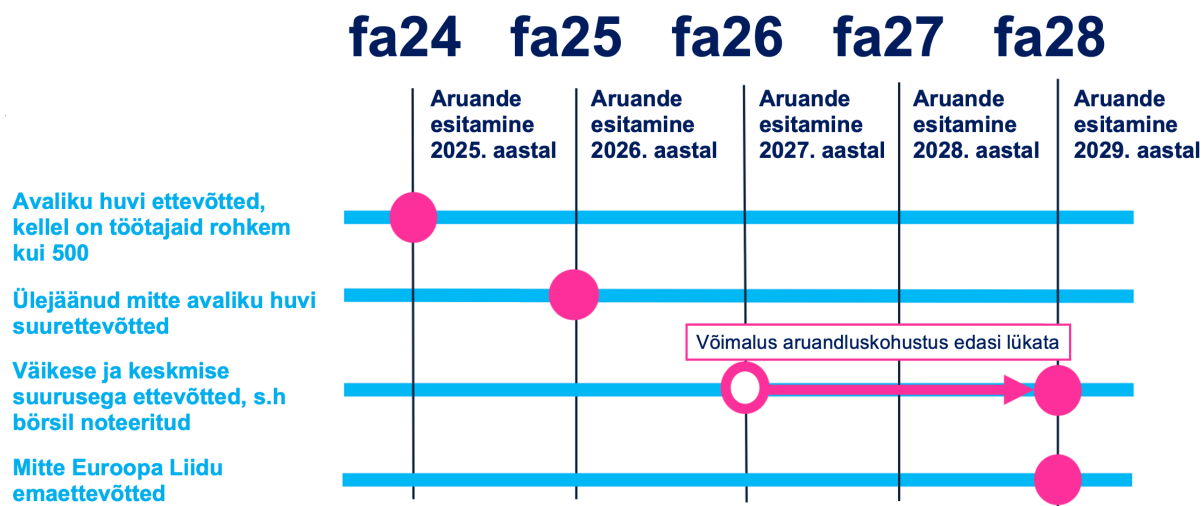 fa24 fa25 fa26 fa27 fa28
Aruande
esitamine
2025. aastal
Aruande
esitamine
2026. aastal
Aruande
esitamine
2027. aastal
Aruande
esitamine
2028. aastal
Aruande
esitamine
2029. aastal
Avaliku huvi ettevõtted,
kellel on töötajaid rohkem
kui 500
Ülejäänud mitte avaliku huvi
suurettevõtted
Võimalus aruandluskohustus edasi lükata
Väikese ja keskmise
suurusega ettevõtted, s.h
börsil noteeritud
Mitte Euroopa Liidu
emaettevõtted